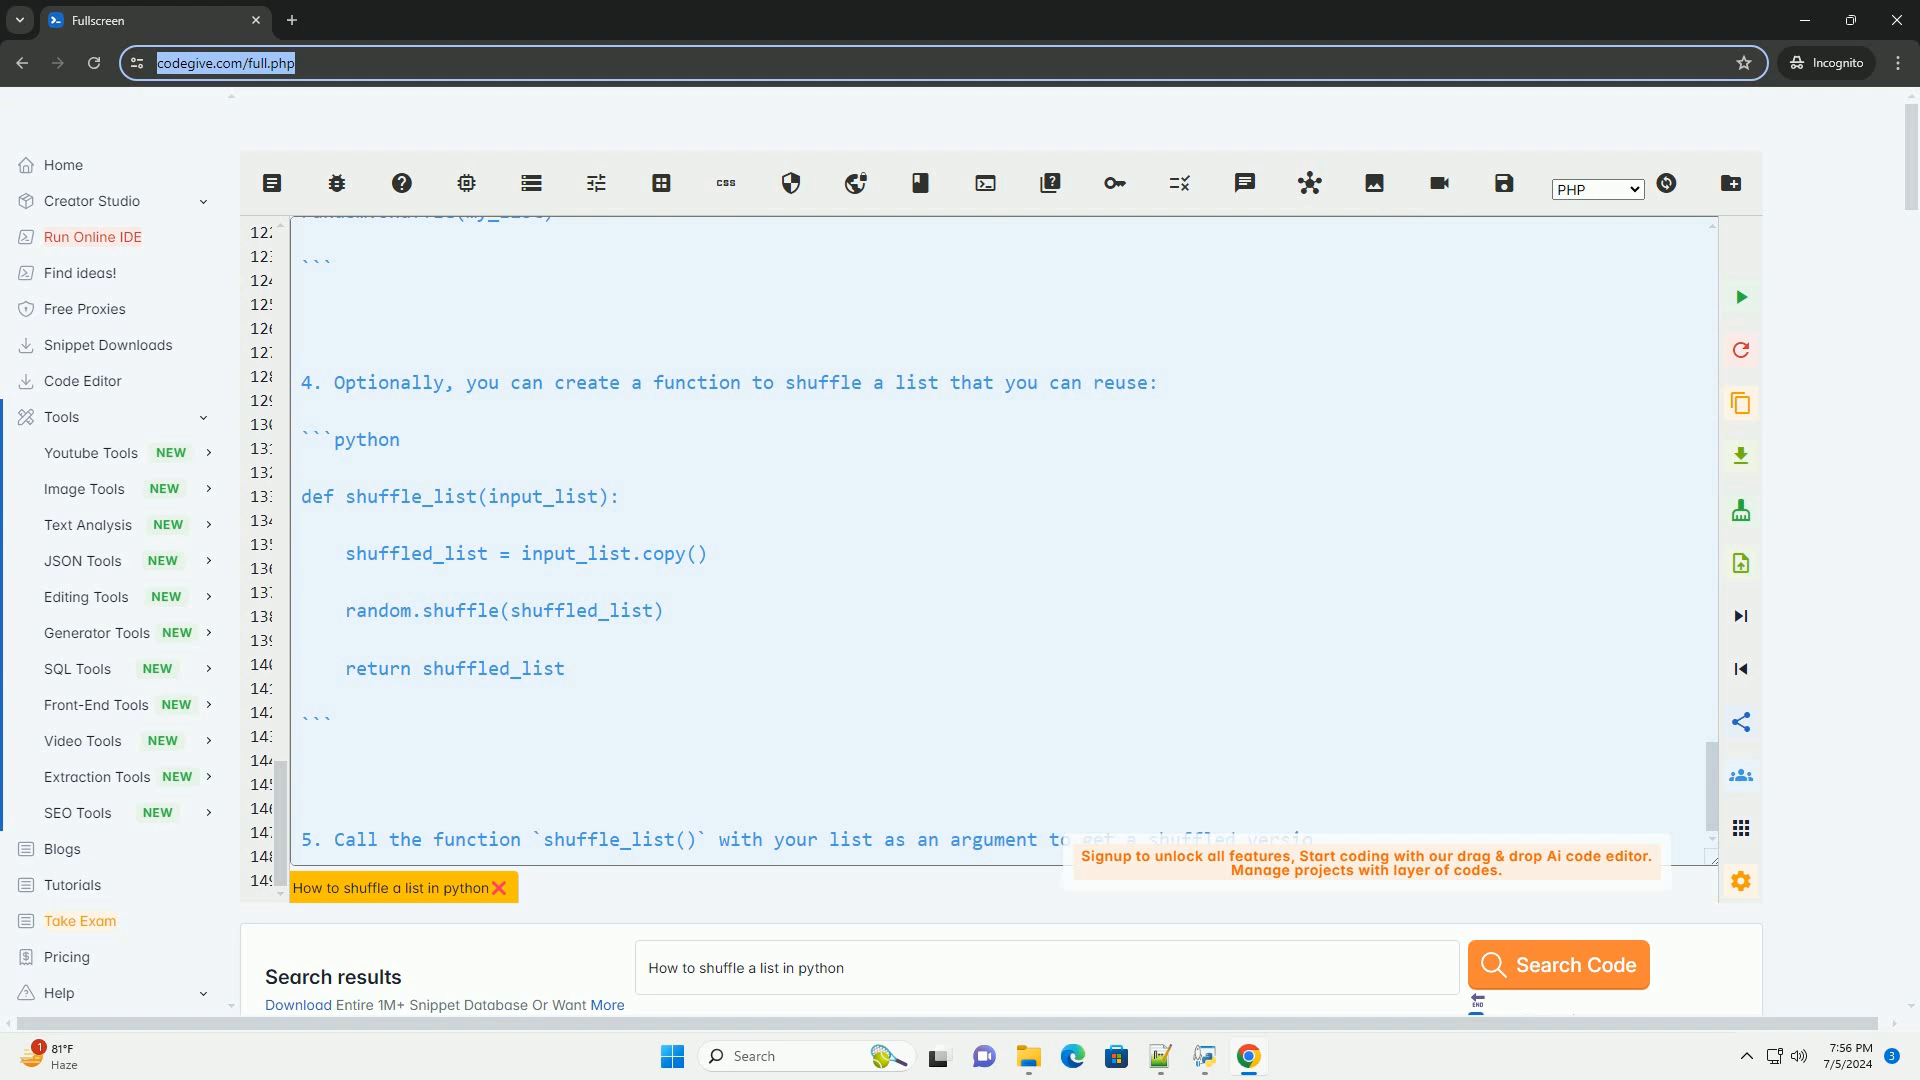 Fullscreen
codegive.com/full.php
Incognito
Home
Creator Studio
Run Online IDE
Find ideas!
Free Proxies
Snippet Downloads
Code Editor
Tools
Youtube Tools NEW
Image Tools NEW
Text Analysis NEW
JSON Tools NEW
Editing Tools NEW
Generator Tools NEW
SQL Tools NEW
Front-End Tools NEW
Video Tools NEW
Extraction Tools NEW
SEO Tools NEW
Blogs
Tutorials
Take Exam
Pricing
Help
css
PHP
```
4. Optionally, you can create a function to shuffle a list that you can reuse:
```python
def shuffle_list(input_list):
shuffled_list = input_list.copy()
random.shuffle(shuffled_list)
return shuffled_list
```
5. Call the function `shuffle_list()` with your list as an argument to get a shuffled versio
Signup to unlock all features, Start coding with our drag & drop Ai code editor.
Manage projects with layer of codes.
How to shuffle a list in python
Search results
How to shuffle a list in python
Search Code
Download Entire 1M+ Snippet Database Or Want More
END
1
81°F
Haze
Search
7:56 PM
7/5/2024
3